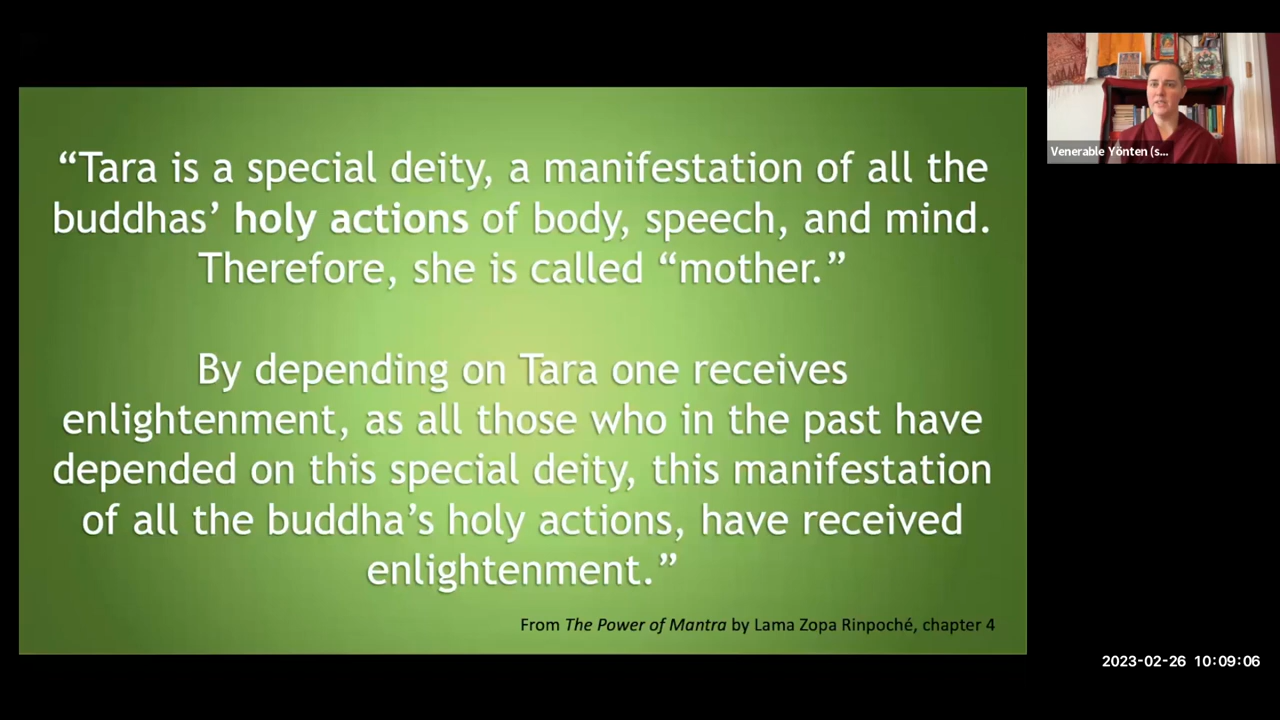 “Tara is a special deity, a manifestation of all the
buddhas’ holy actions of body, speech, and mind.
Therefore, she is called “mother.”
By depending on Tara one receives
enlightenment, as all those who in the past have
depended on this special deity, this manifestation
of all the buddha’s holy actions, have received
enlightenment.”
From The Power of Mantra by Lama Zopa Rinpoché, chapter 4
Venerable Yönten (s...
2023-02-26 10:09:06